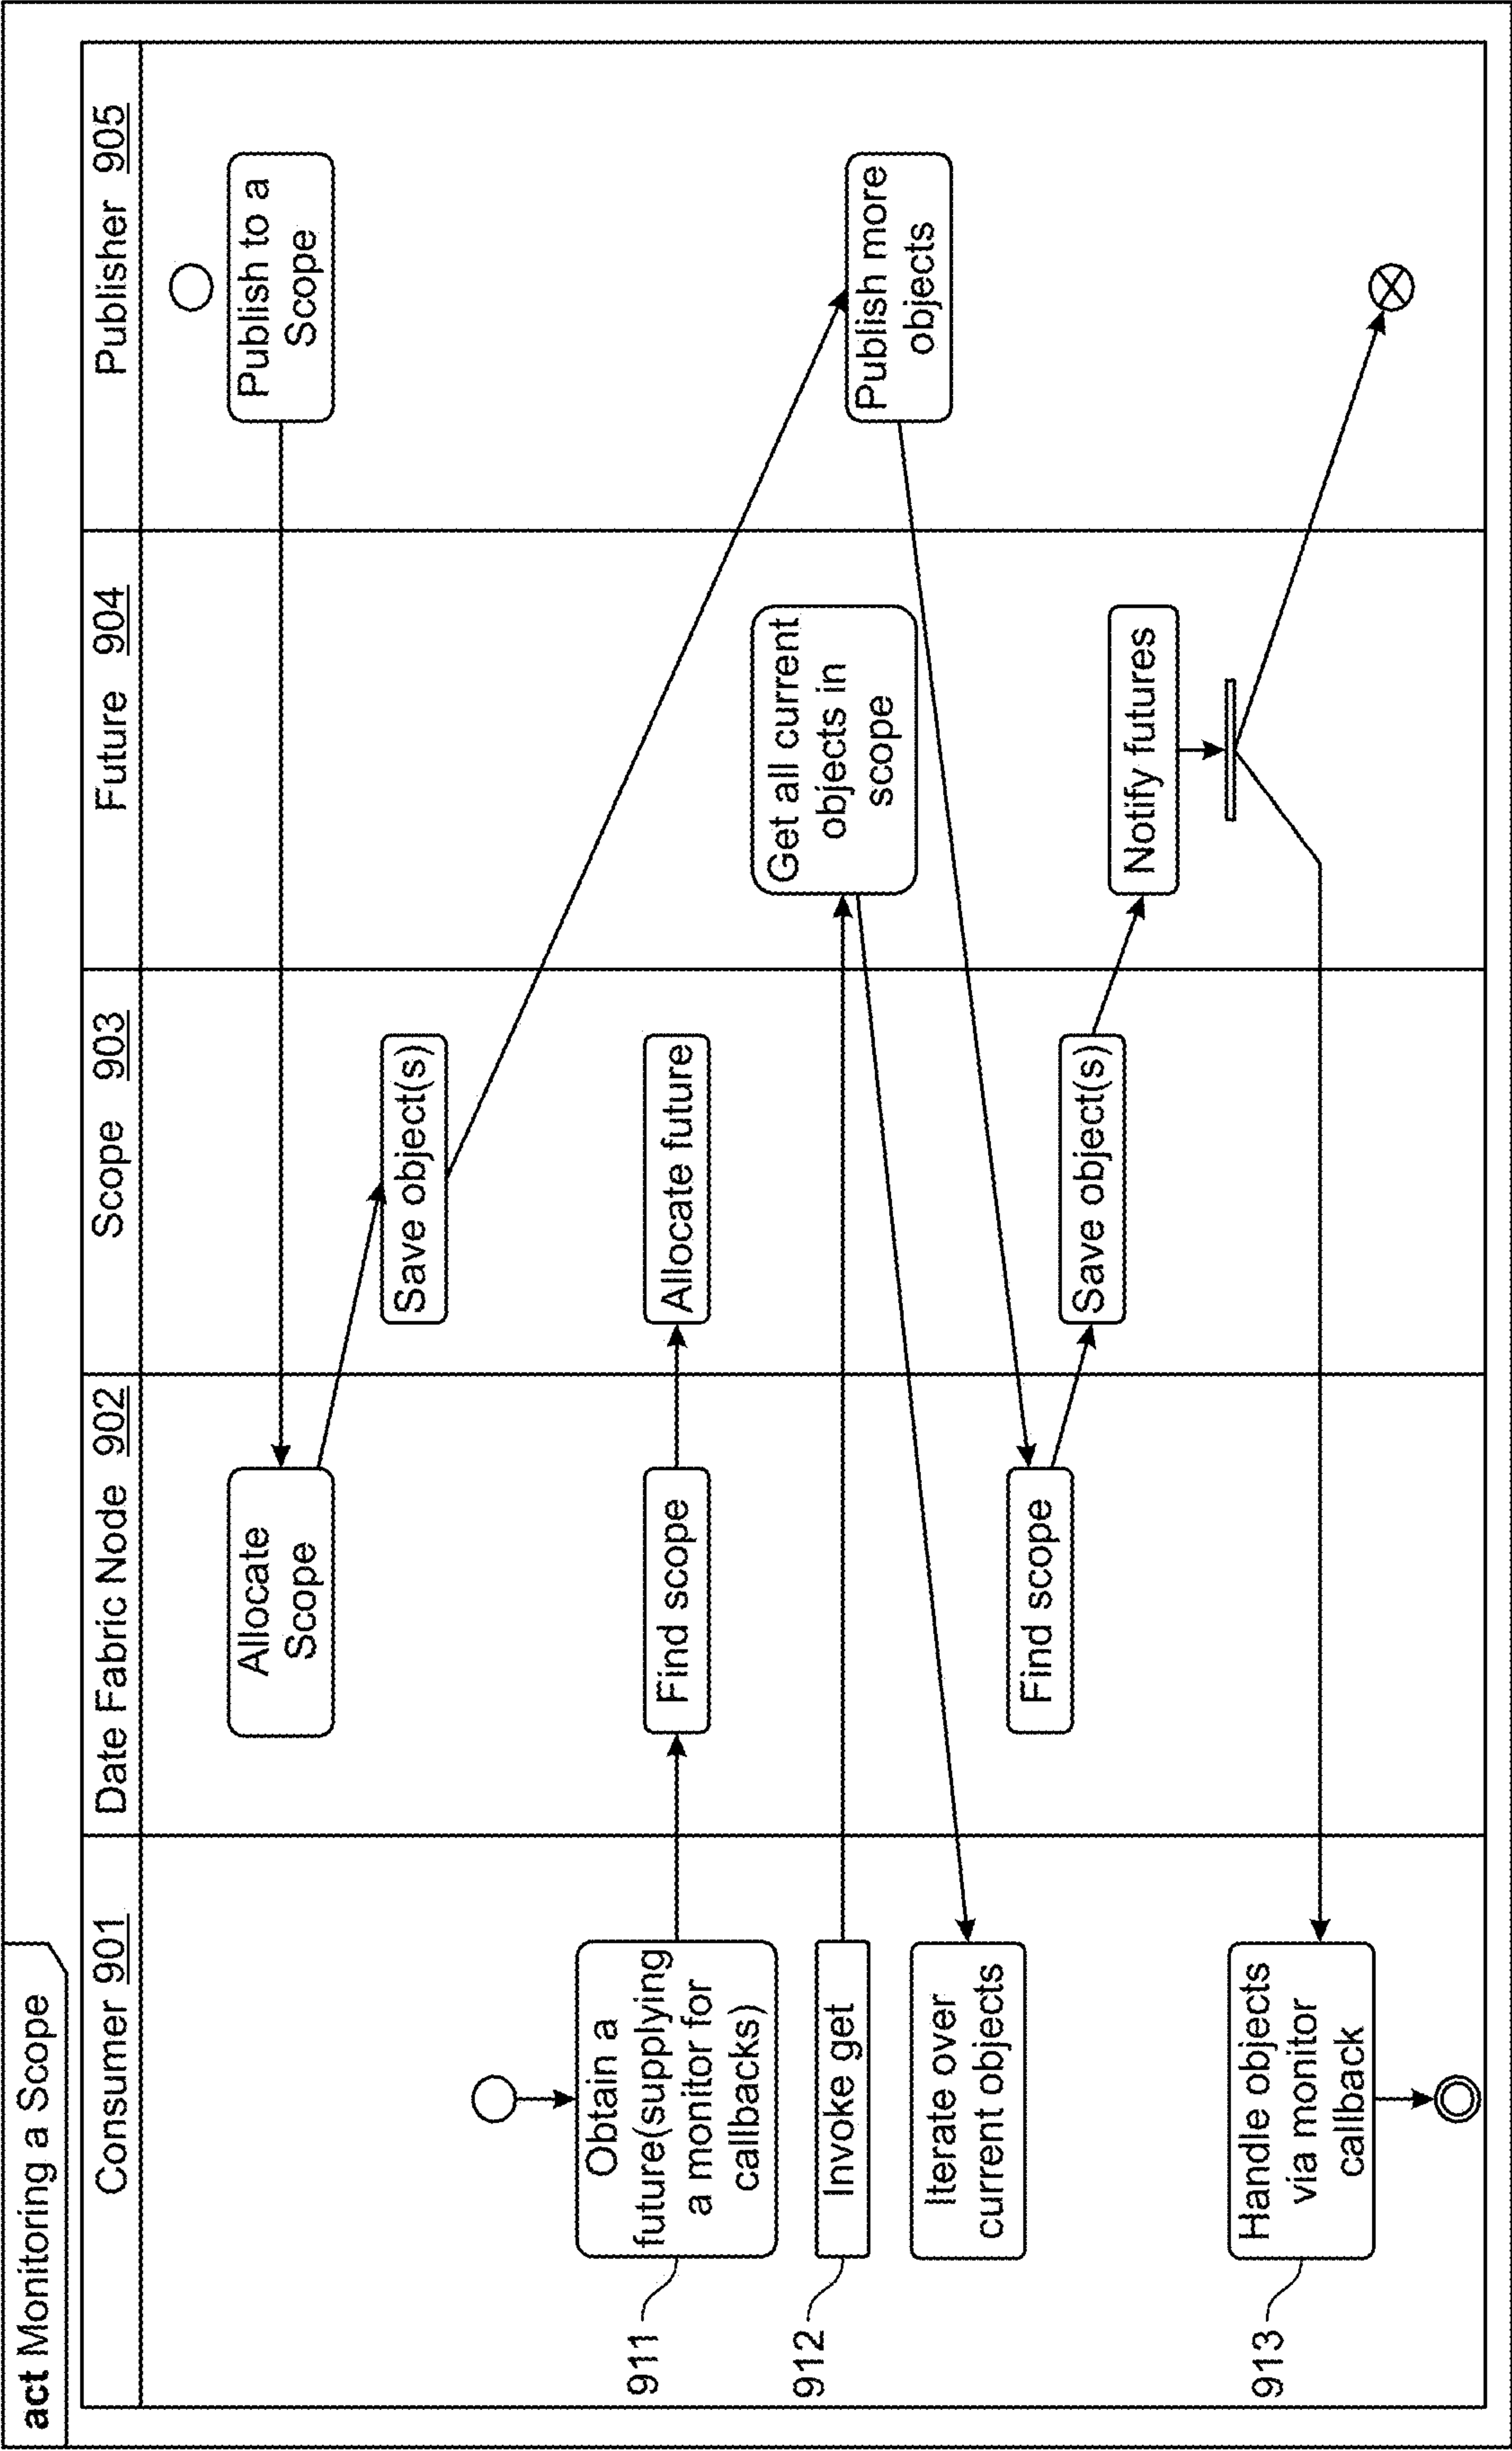 act Monitoring a Scope
Consumer 901
Date Fabric Node 902
Scope 903
Future 904
Publisher 905
Allocate
Scope
Publish to a
Scope
Save object(s)
911
Obtain a
future(supplying
a monitor for
callbacks)
Find scope
Allocate future
912
Invoke get
Get all current
objects in
scope
Publish more
objects
Iterate over
current objects
Find scope
Save object(s)
Notify futures
913
Handle objects
via monitor
callback